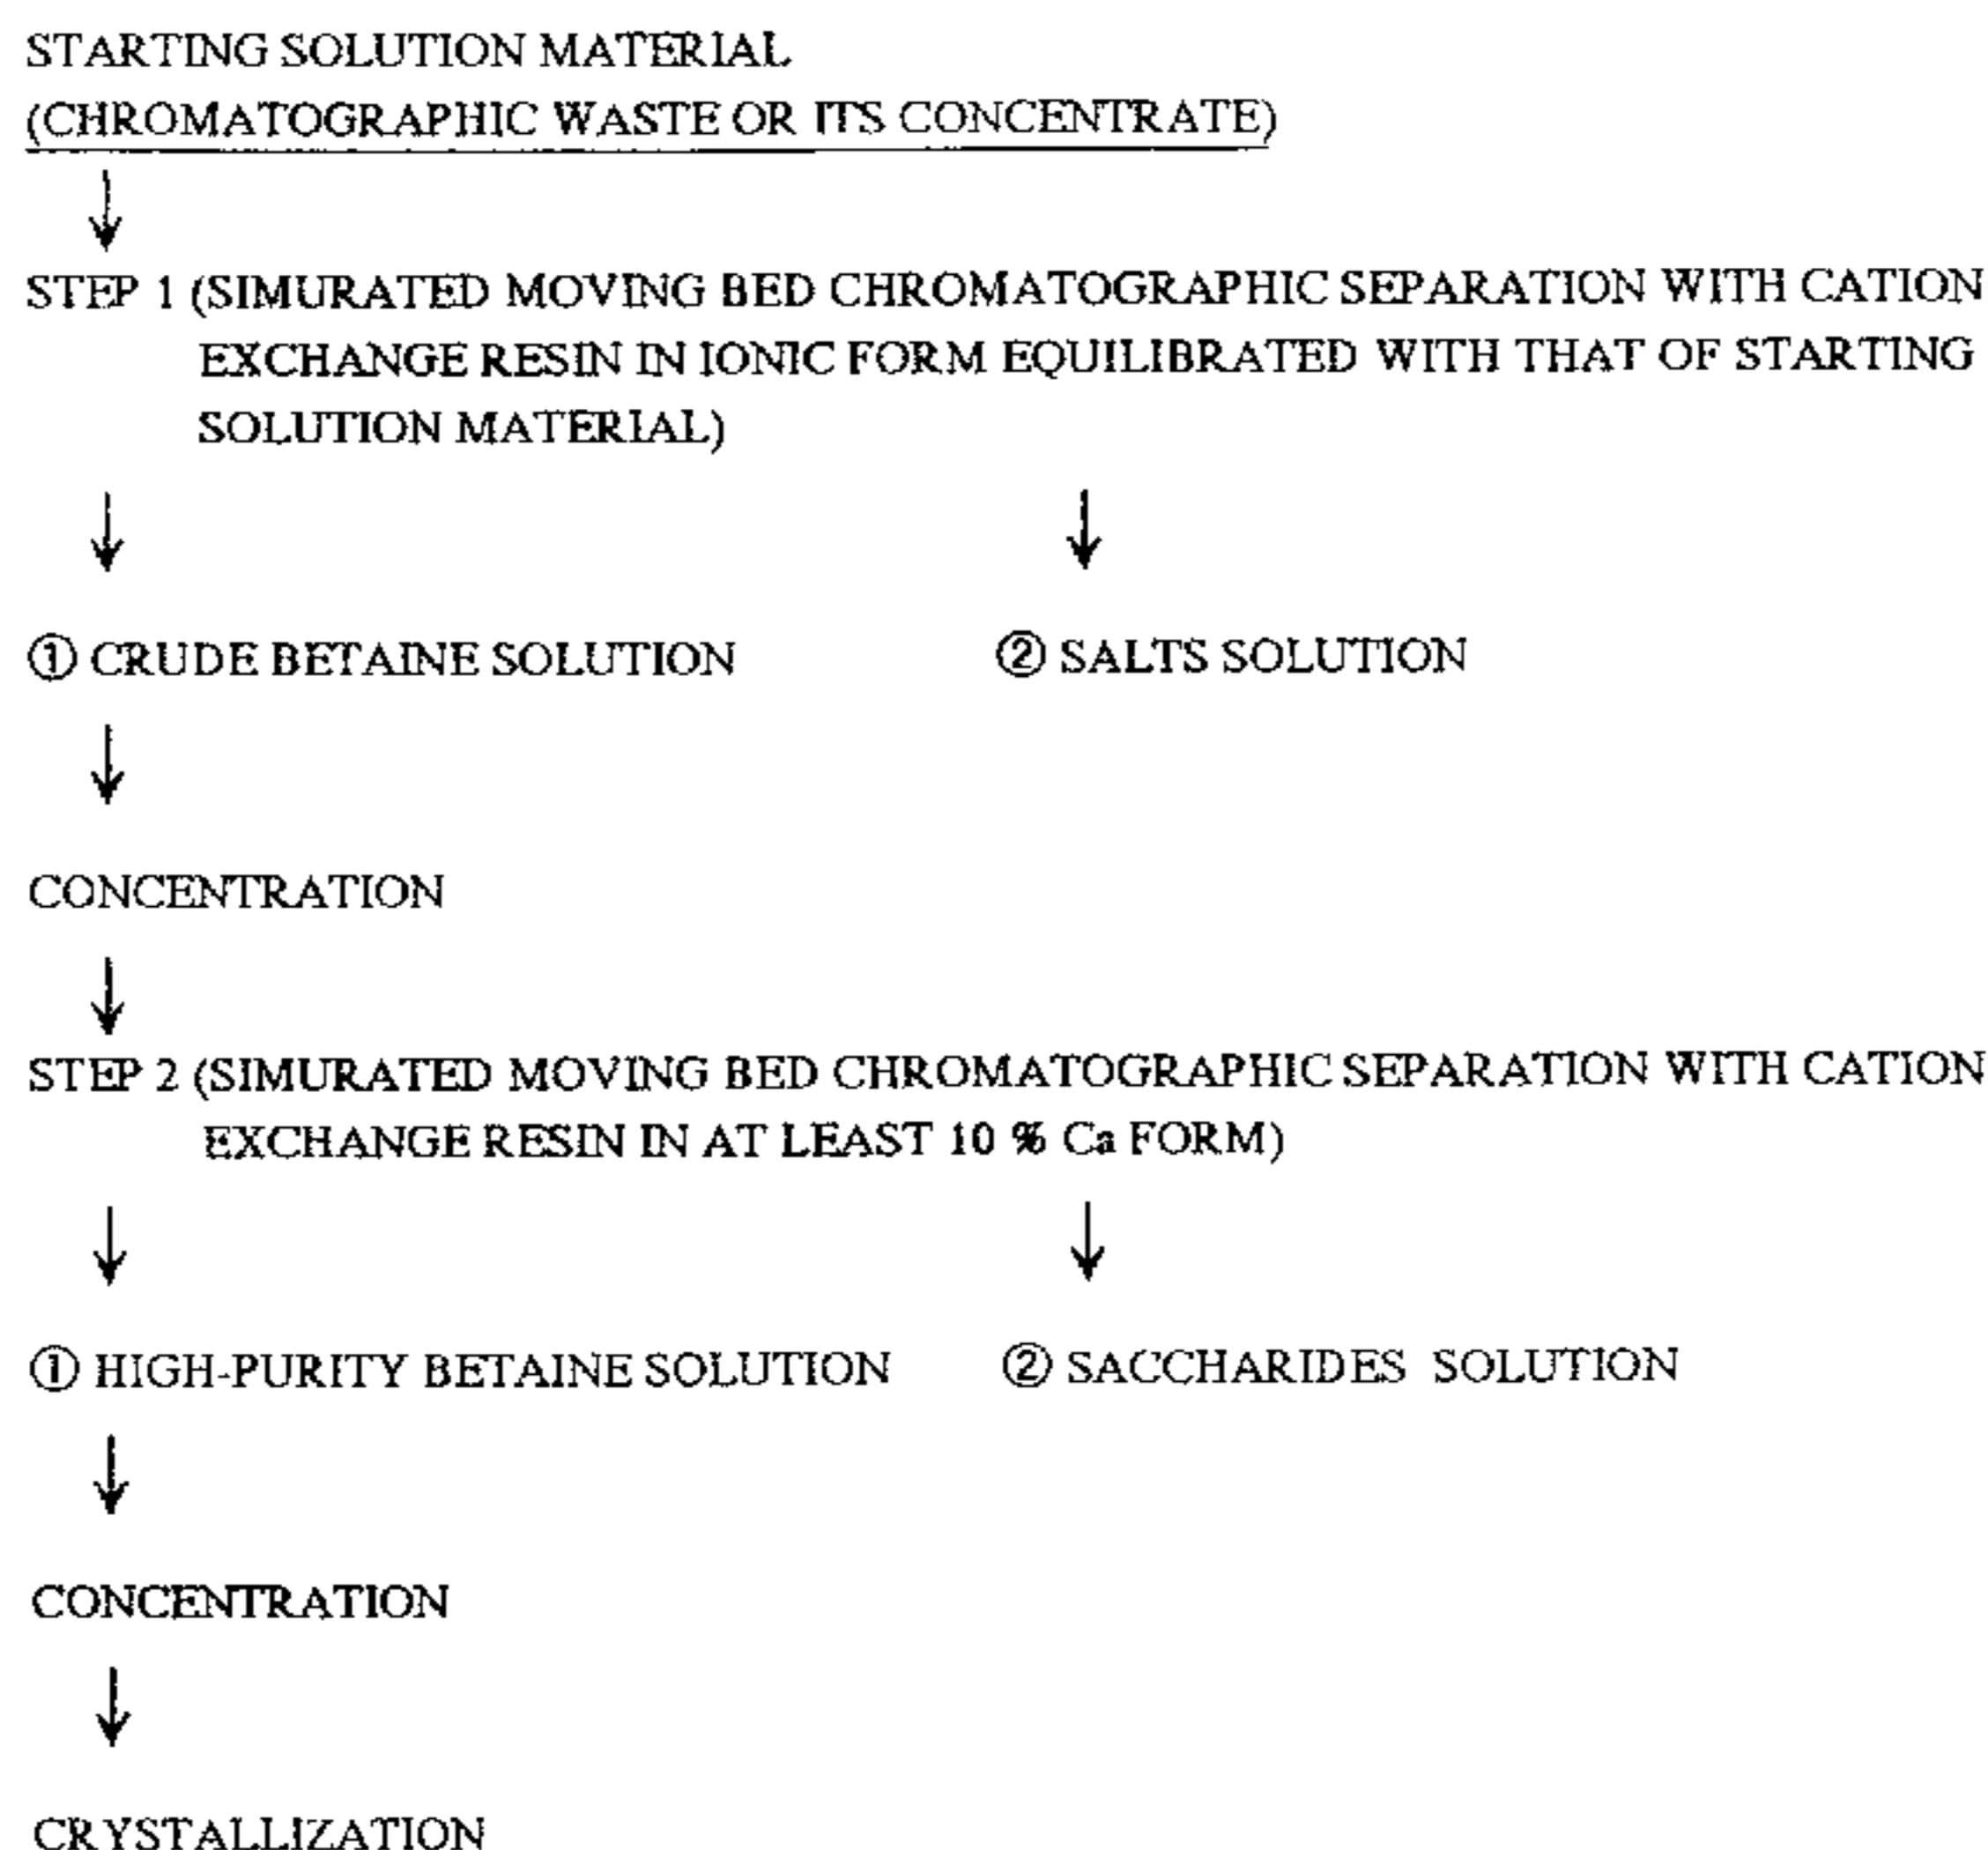 STARTING SOLUTION MATERIAL
(CHROMATOGRAPHIC WASTE OR ITS CONCENTRATE)
STEP 1 (SIMURATED MOVING BED CHROMATOGRAPHIC SEPARATION WITH CATION
EXCHANGE RESIN IN IONIC FORM EQUILIBRATED WITH THAT OF STARTING
SOLUTION MATERIAL)
① CRUDE BETAINE SOLUTION ② SALTS SOLUTION
CONCENTRATION
STEP 2 (SIMURATED MOVING BED CHROMATOGRAPHIC SEPARATION WITH CATION
EXCHANGE RESIN IN AT LEAST 10 % Ca FORM)
① HIGH-PURITY BETAINE SOLUTION ② SACCHARIDES SOLUTION
CONCENTRATION
CRYSTALLIZATION